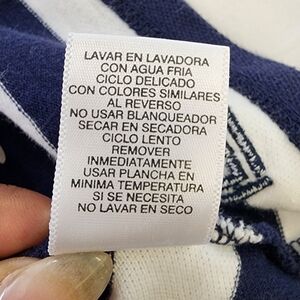 LAVAR EN LAVADORA
CON AGUA FRIA
CICLO DELICADO
CON COLORES SIMILARES
AL REVERSO
NO USAR BLANQUEADOR
SECAR EN SECADORA
CICLO LENTO
REMOVER
INMEDIATAMENTE
USAR PLANCHA EN
MINIMA TEMPERATURA
SI SE NECESITA
NO LAVAR EN SECO